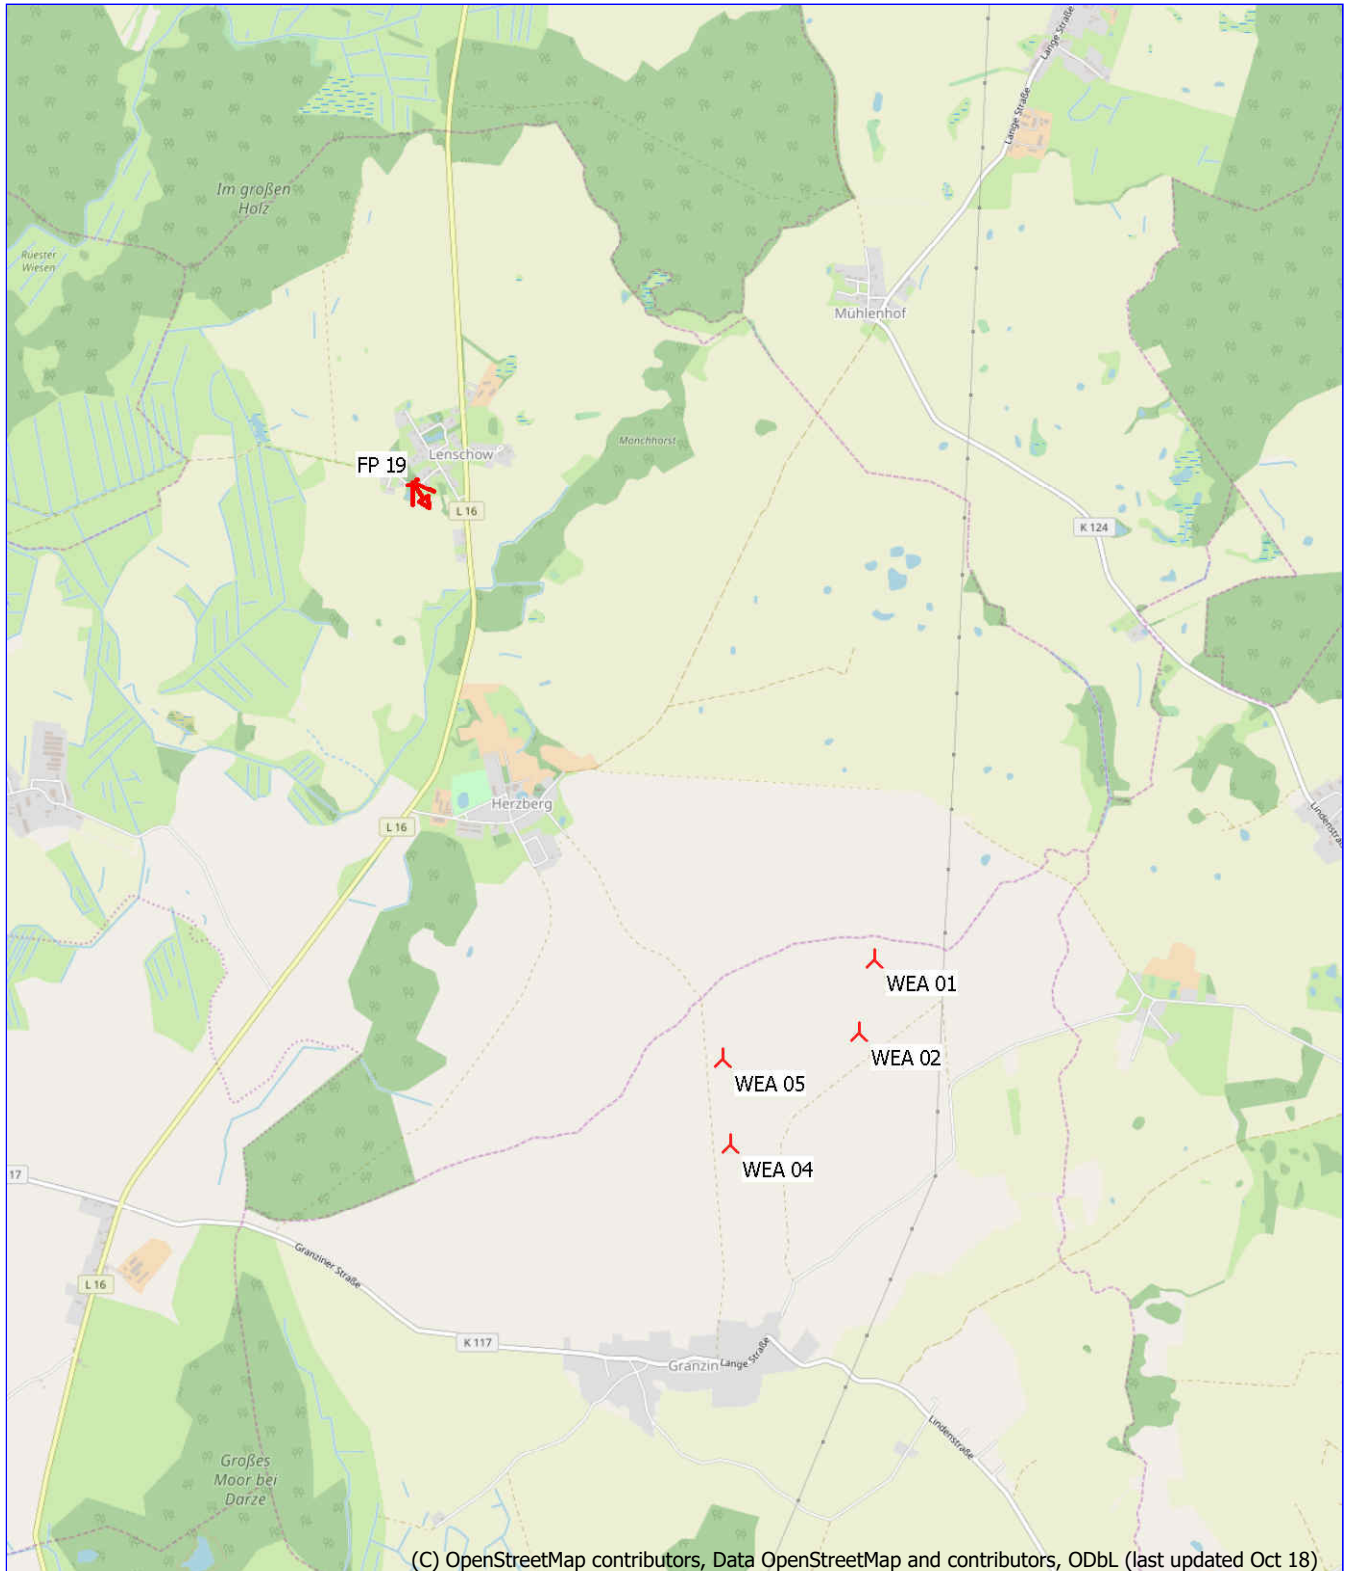 Lange Straße
Lange Straße
Im großen
Holz
Rüester
Wiesen
Mühlenhof
Mönchhorst
Lenschow
FP 19
L 16
K 124
Herzberg
L 16
Lindenstraße
WEA 01
WEA 02
WEA 05
WEA 04
17
Granziner Straße
L 16
K 117
Granzin
Lange Straße
Lindenstraße
Großes
Moor bei
Darze
(C) OpenStreetMap contributors, Data OpenStreetMap and contributors, ODbL (last updated Oct 18)